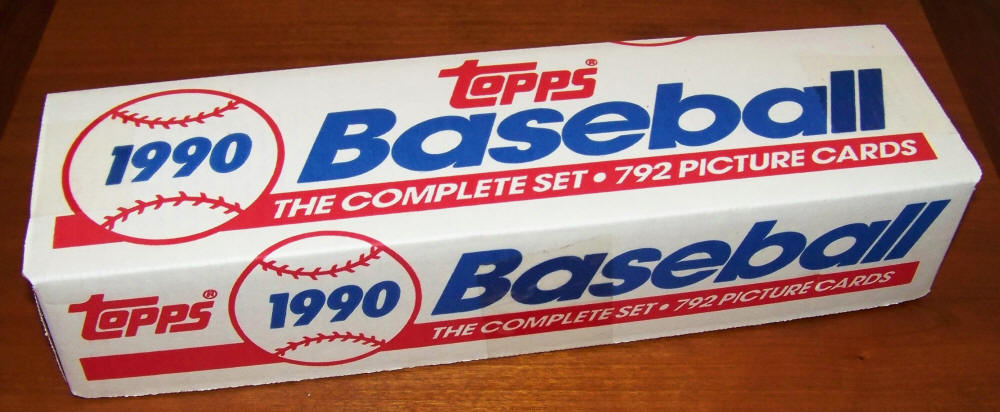 Topps®
1990
Baseball
THE COMPLETE SET • 792 PICTURE CARDS
Topps®
1990
Baseball
THE COMPLETE SET • 792 PICTURE CARDS